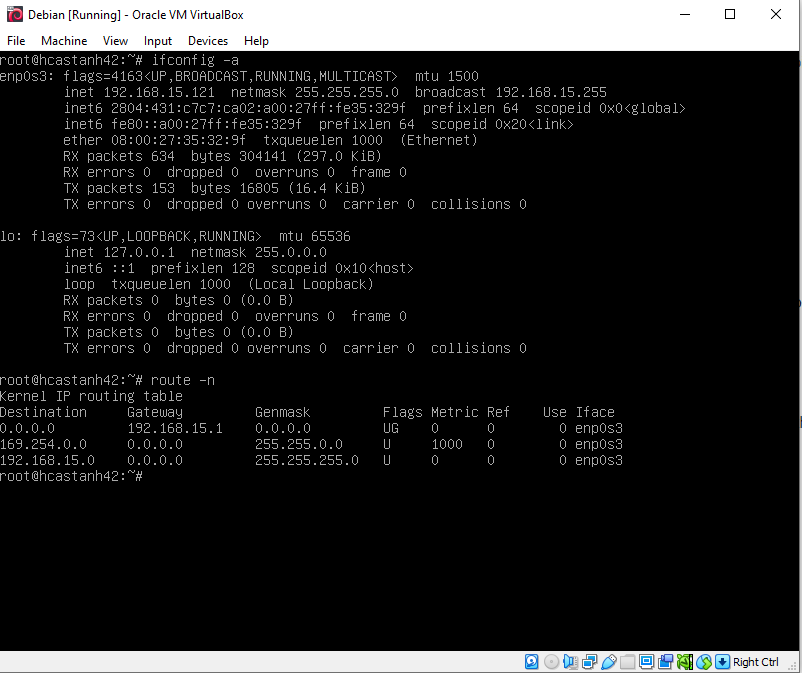 Debian [Running] - Oracle VM VirtualBox
File Machine View Input Devices Help
root@hcastanh42:~# ifconfig -a
enp0s3: flags=4163<UP,BROADCAST,RUNNING,MULTICAST>  mtu 1500
        inet 192.168.15.121  netmask 255.255.255.0  broadcast 192.168.15.255
        inet6 2804:431:c7c7:ca02:a00:27ff:fe35:329f  prefixlen 64  scopeid 0x0<global>
        inet6 fe80::a00:27ff:fe35:329f  prefixlen 64  scopeid 0x20<link>
        ether 08:00:27:35:32:9f  txqueuelen 1000  (Ethernet)
        RX packets 634  bytes 304141 (297.0 KiB)
        RX errors 0  dropped 0  overruns 0  frame 0
        TX packets 153  bytes 16805 (16.4 KiB)
        TX errors 0  dropped 0 overruns 0  carrier 0  collisions 0
lo: flags=73<UP,LOOPBACK,RUNNING>  mtu 65536
        inet 127.0.0.1  netmask 255.0.0.0
        inet6 ::1  prefixlen 128  scopeid 0x10<host>
        loop  txqueuelen 1000  (Local Loopback)
        RX packets 0  bytes 0 (0.0 B)
        RX errors 0  dropped 0  overruns 0  frame 0
        TX packets 0  bytes 0 (0.0 B)
        TX errors 0  dropped 0 overruns 0  carrier 0  collisions 0
root@hcastanh42:~# route -n
Kernel IP routing table
Destination     Gateway         Genmask         Flags Metric Ref    Use Iface
0.0.0.0         192.168.15.1    0.0.0.0         UG    0      0        0 enp0s3
169.254.0.0     0.0.0.0         255.255.0.0     U     1000   0        0 enp0s3
192.168.15.0    0.0.0.0         255.255.255.0   U     0      0        0 enp0s3
root@hcastanh42:~#
Right Ctrl